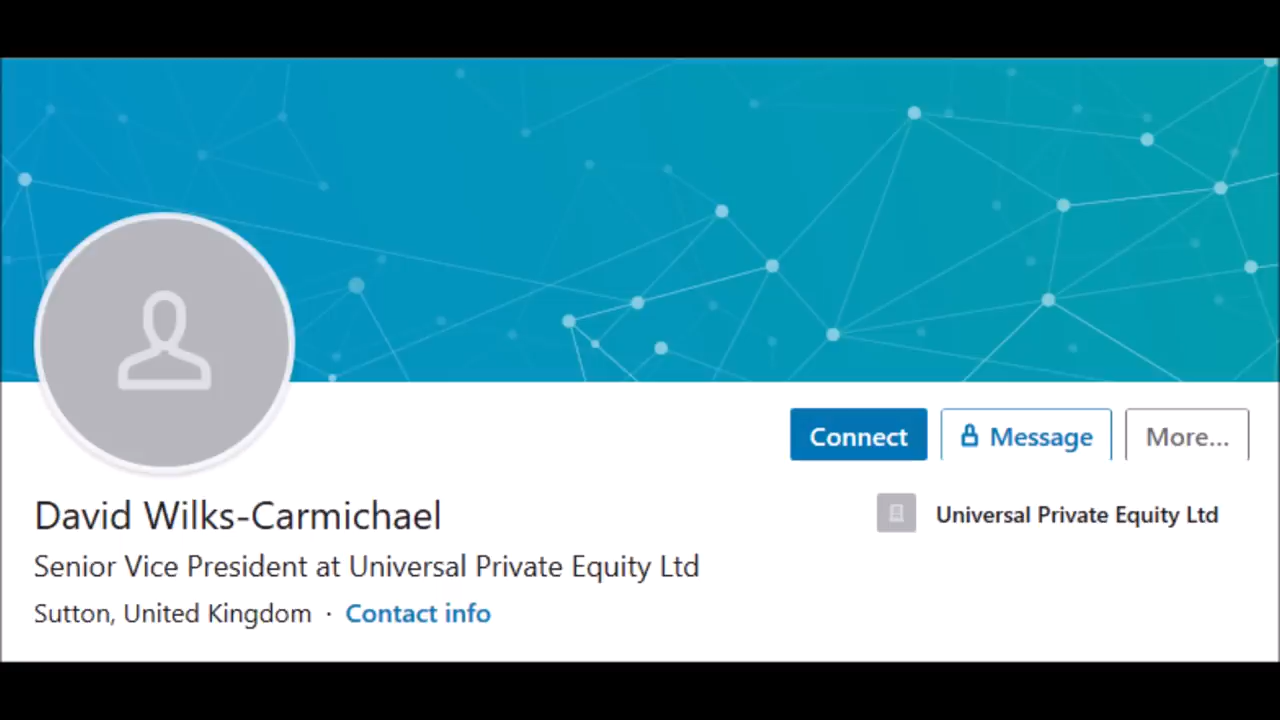 Connect
Message
More...
David Wilks-Carmichael
Universal Private Equity Ltd
Senior Vice President at Universal Private Equity Ltd
Sutton, United Kingdom · Contact info